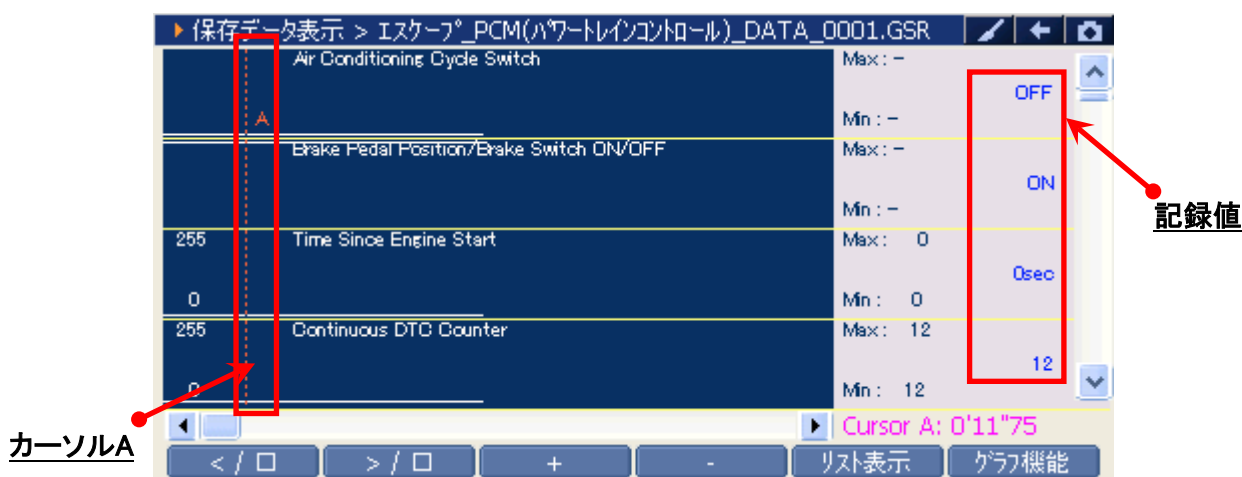 保存データ表示 > エスケープ_PCM(パワートレインコントロール)_DATA_0001.GSR
Air Conditioning Cycle Switch
Max : -
OFF
A
Min : -
Brake Pedal Position/Brake Switch ON/OFF
Max : -
ON
Min : -
記録値
255
Time Since Engine Start
Max : 0
0sec
0
Min : 0
255
Continuous DTC Counter
Max : 12
12
0
Min : 12
カーソルA
Cursor A: 0'11"75
< / ロ
> / ロ
+
-
リスト表示
グラフ機能